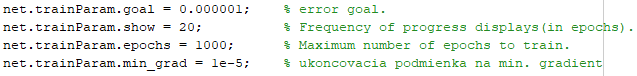 net.trainParam.goal = 0.000001; % error goal.
net.trainParam.show = 20; % Frequency of progress displays(in epochs).
net.trainParam.epochs = 1000; % Maximum number of epochs to train.
net.trainParam.min_grad = 1e-5; % ukoncovacia podmienka na min. gradient